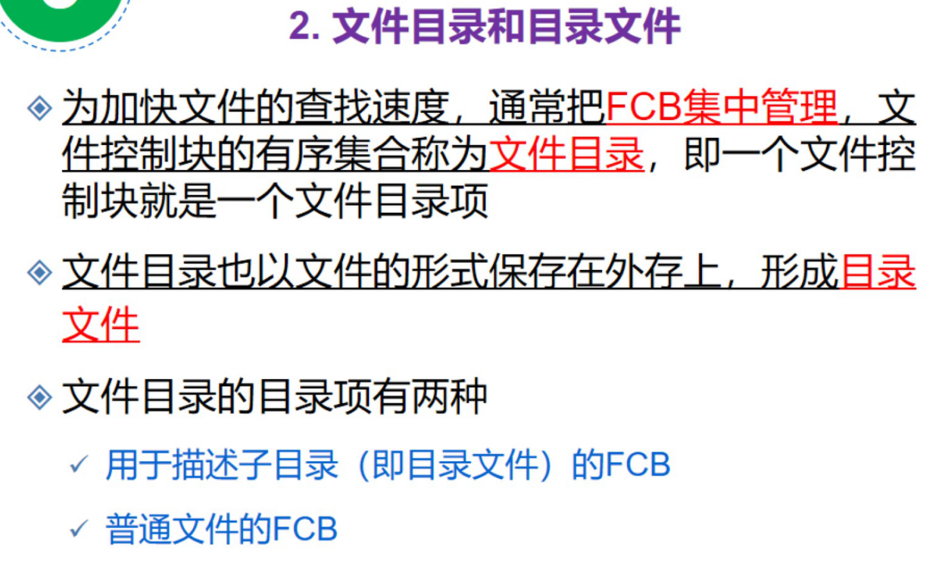 2. 文件目录和目录文件
为加快文件的查找速度，通常把FCB集中管理，文
件控制块的有序集合称为文件目录，即一个文件控
制块就是一个文件目录项
文件目录也以文件的形式保存在外存上，形成目录
文件
文件目录的目录项有两种
用于描述子目录（即目录文件）的FCB
普通文件的FCB